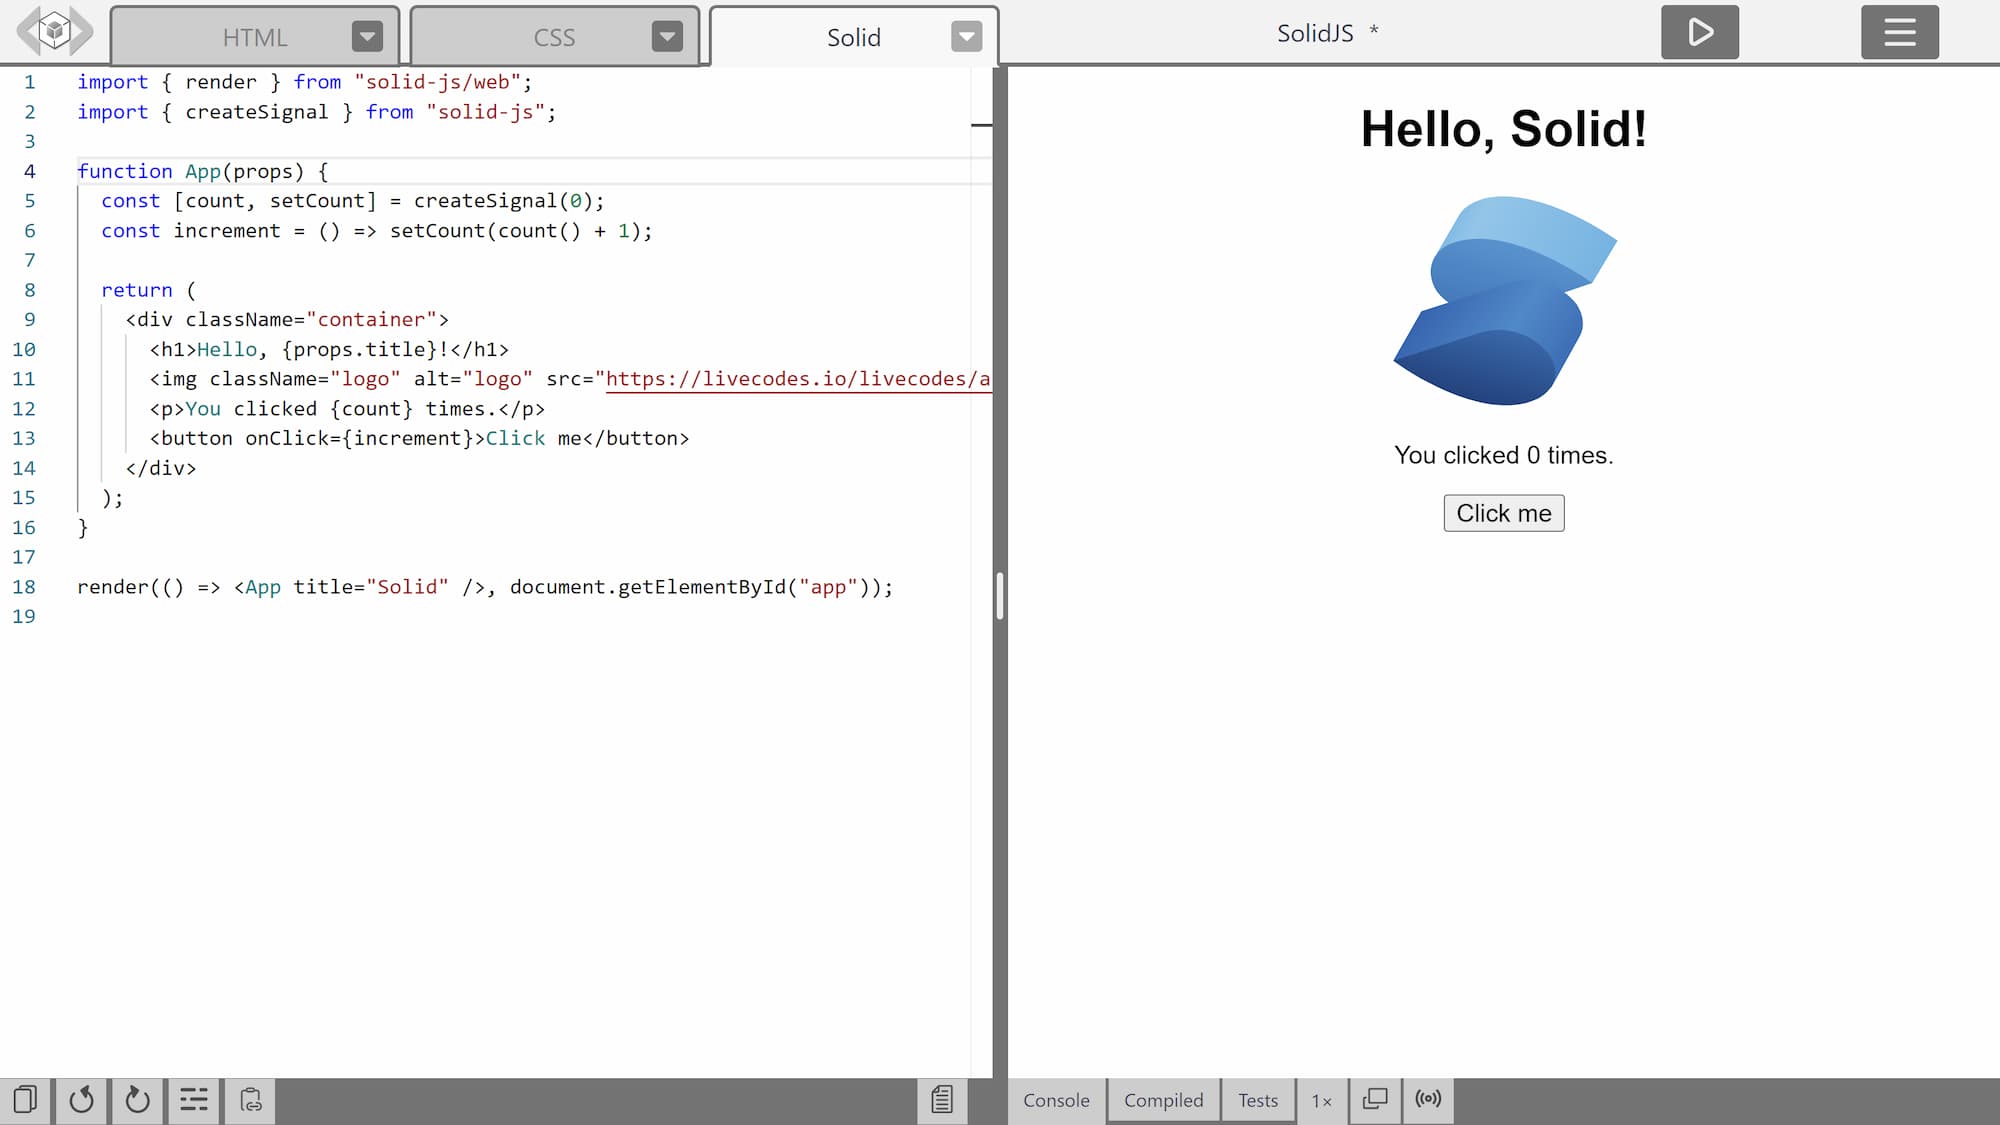 HTML
CSS
Solid
SolidJS *
1 import { render } from "solid-js/web";
2 import { createSignal } from "solid-js";
3
4 function App(props) {
5 const [count, setCount] = createSignal(0);
6 const increment = () => setCount(count() + 1);
7
8 return (
9 <div className="container">
10 <h1>Hello, {props.title}!</h1>
11 <img className="logo" alt="logo" src="https://livecodes.io/livecodes/a
12 <p>You clicked {count} times.</p>
13 <button onClick={increment}>Click me</button>
14 </div>
15 );
16 }
17
18 render(() => <App title="Solid" />, document.getElementById("app"));
19
Hello, Solid!
You clicked 0 times.
Click me
Console
Compiled
Tests
1×